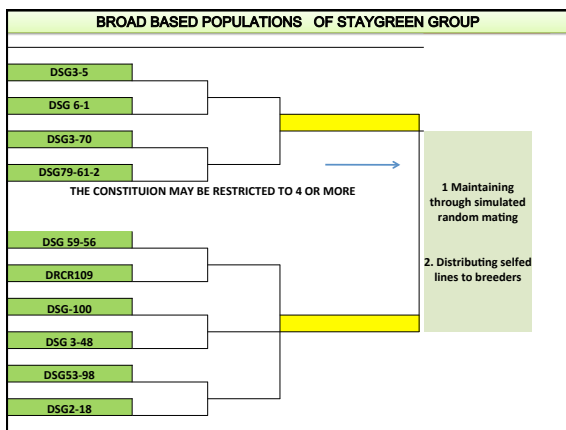 BROAD BASED POPULATIONS OF STAYGREEN GROUP
DSG3-5
DSG 6-1
DSG3-70
DSG79-61-2
THE CONSTITUION MAY BE RESTRICTED TO 4 OR MORE
DSG 59-56
DRCR109
DSG-100
DSG 3-48
DSG53-98
DSG2-18
1 Maintaining
through simulated
random mating
2. Distributing selfed
lines to breeders